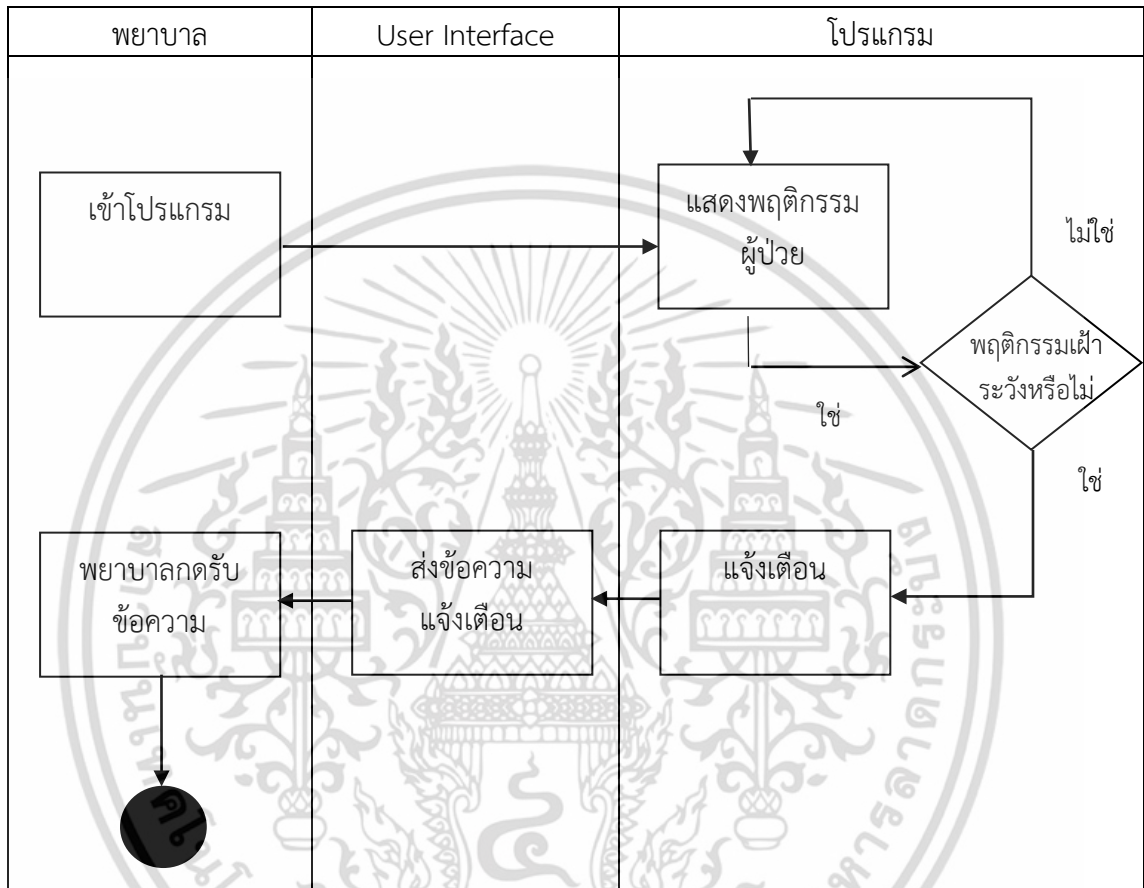 พยาบาล
User Interface
โปรแกรม
เข้าโปรแกรม
แสดงพฤติกรรม
ผู้ป่วย
ไม่ใช่
พฤติกรรมเฝ้า
ระวังหรือไม่
ใช่
ใช่
พยาบาลกดรับ
ข้อความ
ส่งข้อความ
แจ้งเตือน
แจ้งเตือน